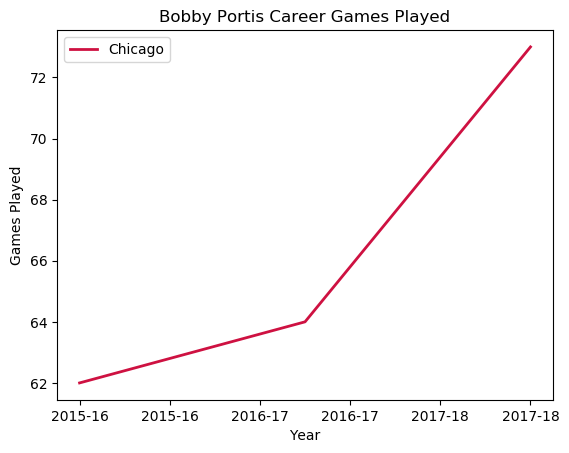 Bobby Portis Career Games Played
Chicago
72
70
68
66
64
62
Games Played
2015-16 2015-16 2016-17 2016-17 2017-18 2017-18
Year